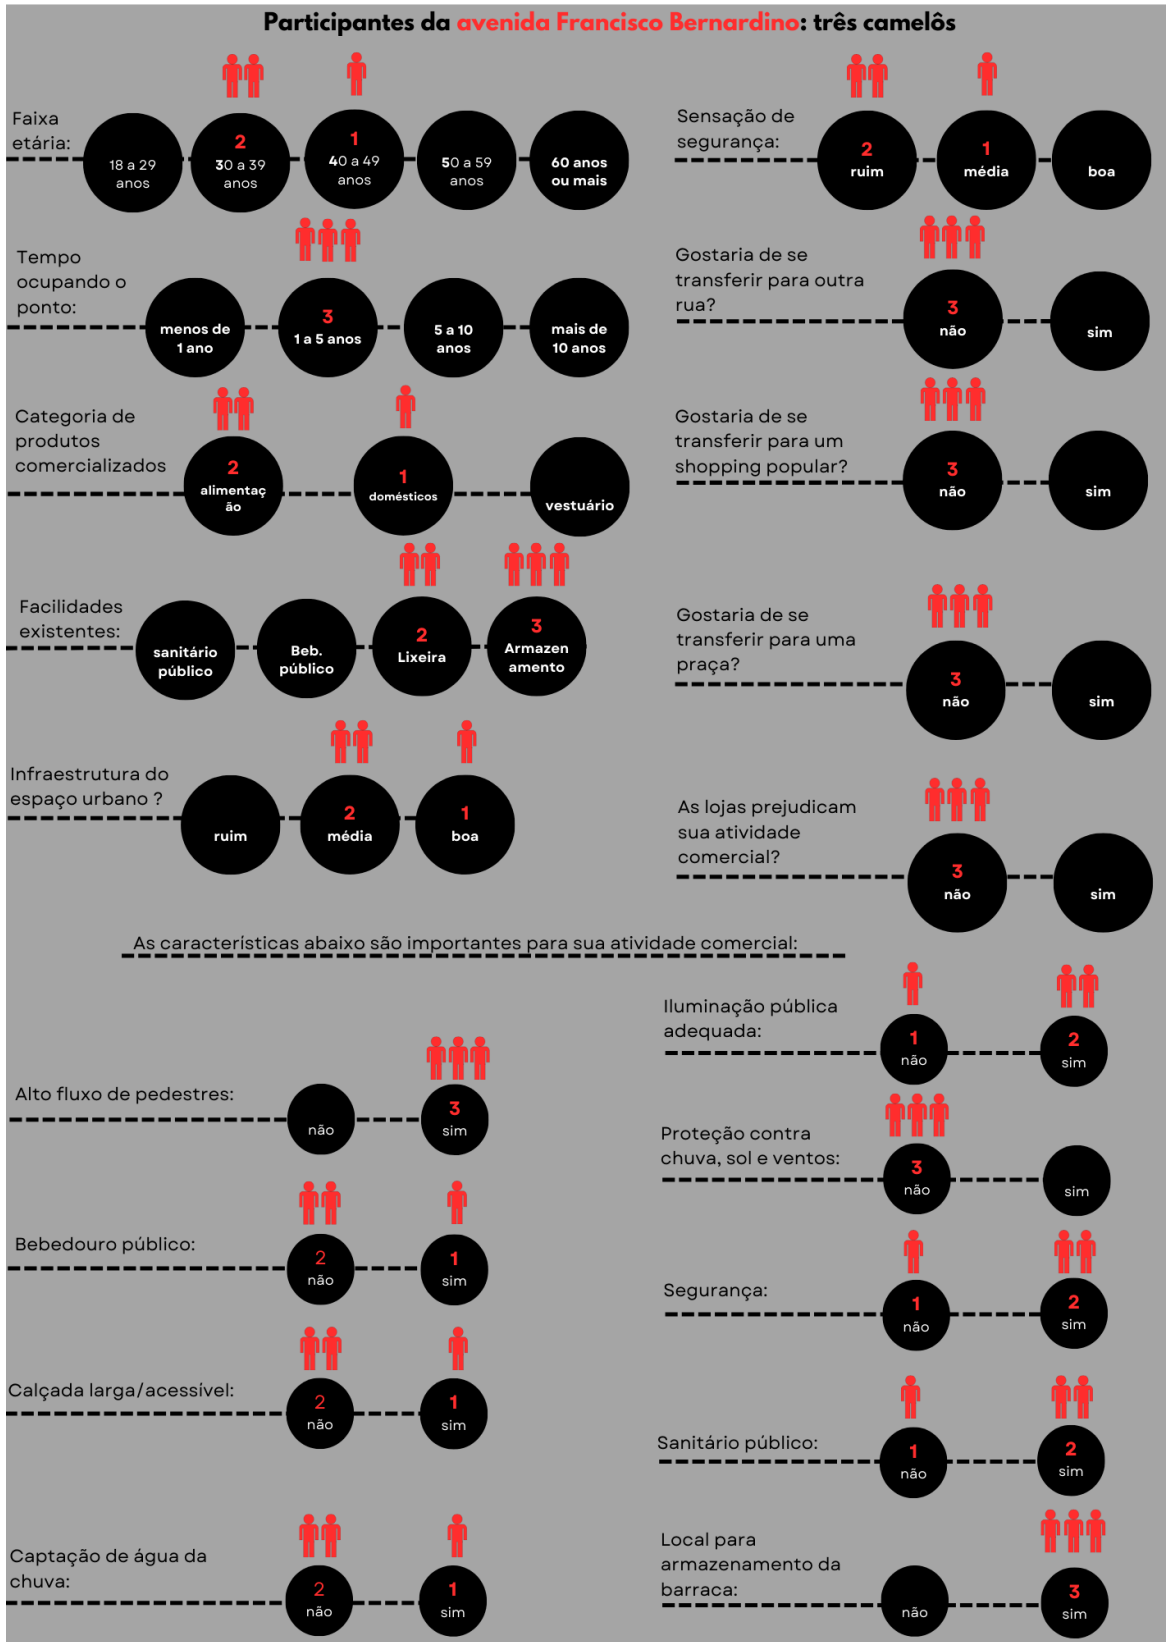 Participantes da avenida Francisco Bernardino: três camelôs
Faixa
etária:
18 a 29
anos
2
30 a 39
anos
1
40 a 49
anos
50 a 59
anos
60 anos
ou mais
Tempo
ocupando o
ponto:
menos de
1 ano
3
1 a 5 anos
5 a 10
anos
mais de
10 anos
Categoria de
produtos
comercializados
2
alimentaç
ão
1
domésticos
vestuário
Facilidades
existentes:
sanitário
público
Beb.
público
2
Lixeira
3
Armazen
amento
Infraestrutura do
espaço urbano ?
ruim
2
média
1
boa
Sensação de
segurança:
2
ruim
1
média
boa
Gostaria de se
transferir para outra
rua?
3
não
sim
Gostaria de se
transferir para um
shopping popular?
3
não
sim
Gostaria de se
transferir para uma
praça?
3
não
sim
As lojas prejudicam
sua atividade
comercial?
3
não
sim
As características abaixo são importantes para sua atividade comercial:
Alto fluxo de pedestres:
não
3
sim
Bebedouro público:
2
não
1
sim
Calçada larga/acessível:
2
não
1
sim
Captação de água da
chuva:
2
não
1
sim
Iluminação pública
adequada:
1
não
2
sim
Proteção contra
chuva, sol e ventos:
3
não
sim
Segurança:
1
não
2
sim
Sanitário público:
1
não
2
sim
Local para
armazenamento da
barraca:
não
3
sim